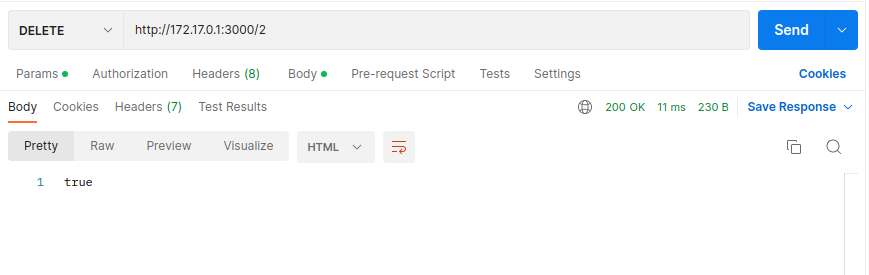 DELETE http://172.17.0.1:3000/2 Send
Params Authorization Headers (8) Body Pre-request Script Tests Settings Cookies
Body Cookies Headers (7) Test Results 200 OK 11 ms 230 B Save Response
Pretty Raw Preview Visualize HTML
1 true